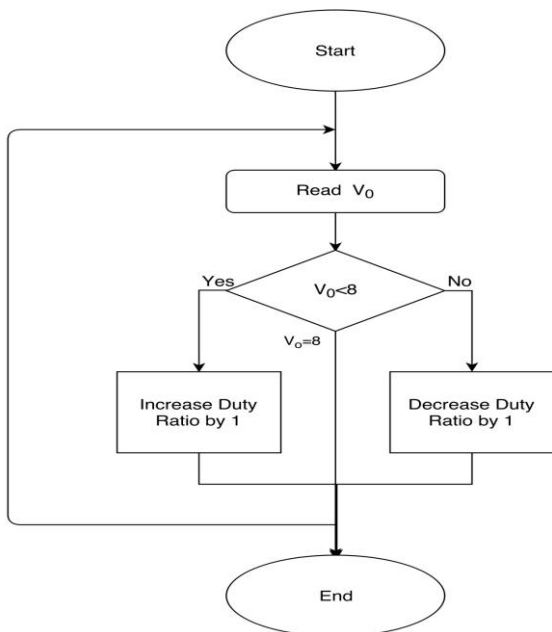 Start
Read V₀
Yes
No
V₀<8
Vₒ=8
Increase Duty
Ratio by 1
Decrease Duty
Ratio by 1
End